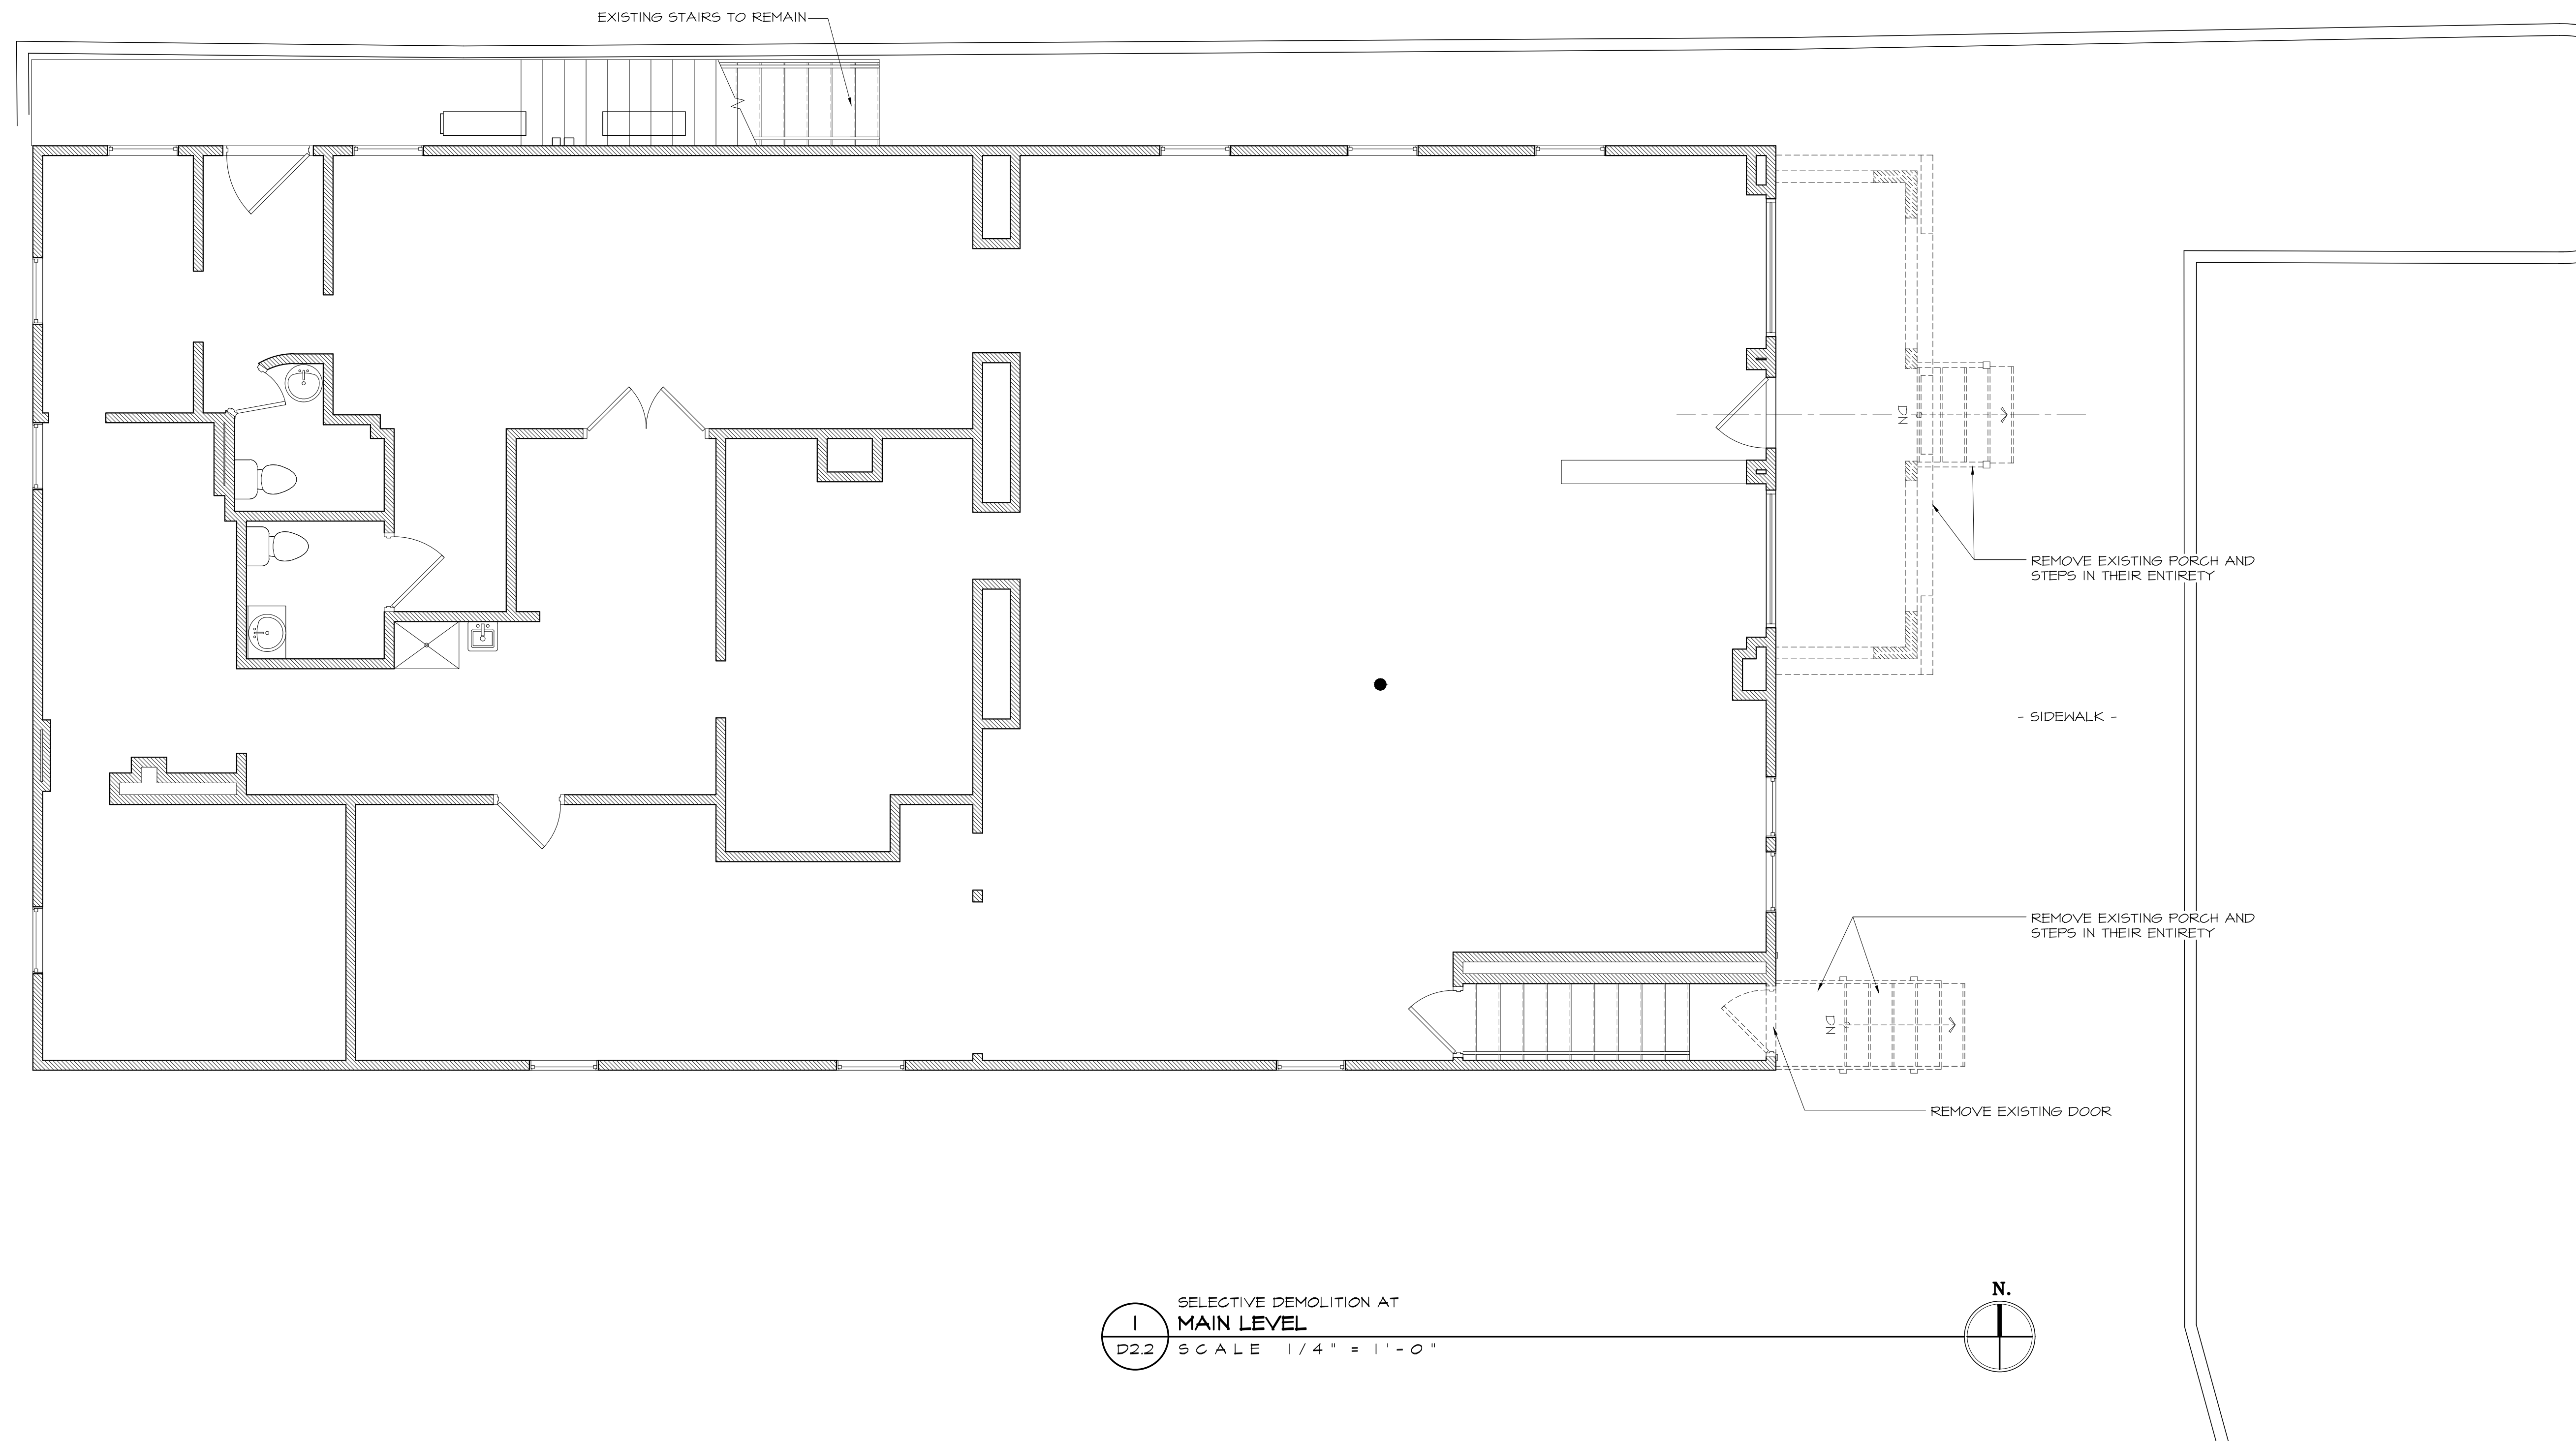 EXISTING STAIRS TO REMAIN
DN
REMOVE EXISTING PORCH AND
STEPS IN THEIR ENTIRETY
- SIDEWALK -
REMOVE EXISTING PORCH AND
STEPS IN THEIR ENTIRETY
DN
REMOVE EXISTING DOOR
N.
1
SELECTIVE DEMOLITION AT
MAIN LEVEL
D2.2
SCALE 1/4" = 1'-0"